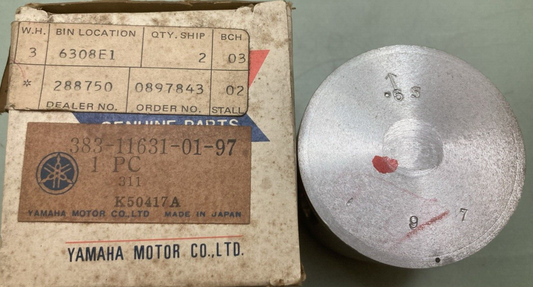 W.H. BIN LOCATION QTY. SHIP BCH
3 6308E1 2 03
* 288750 0897843 02
DEALER NO. ORDER NO. STALL
GENUINE PARTS
383-11631-01-97
1 PC
311
K50417A
YAMAHA MOTOR CO.,LTD. MADE IN JAPAN
YAMAHA MOTOR CO.,LTD.
9 7